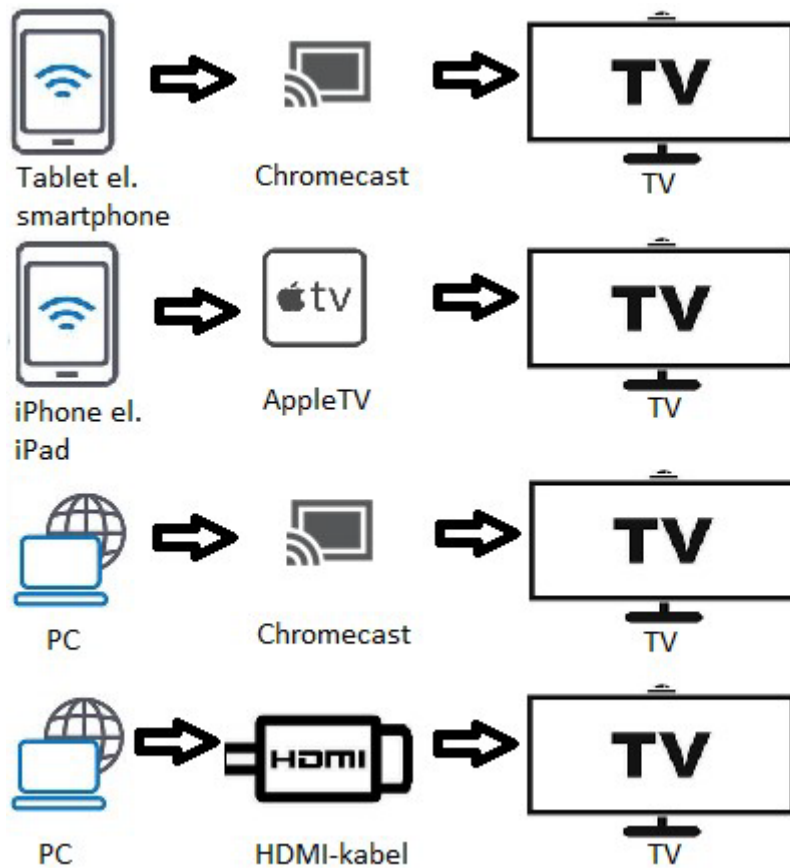 TV
Tablet el.
smartphone
Chromecast
TV
tv
TV
iPhone el.
iPad
AppleTV
TV
TV
PC
Chromecast
TV
HDMI
TV
PC
HDMI-kabel
TV